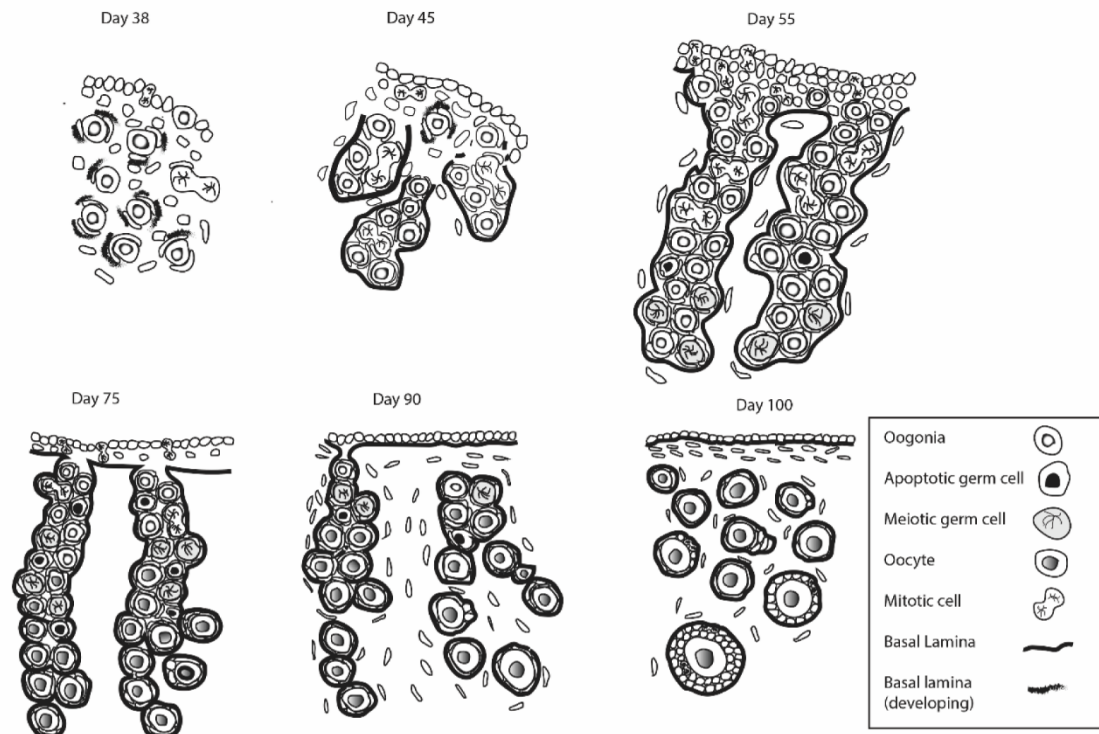 Day 38
Day 45
Day 55
Day 75
Day 90
Day 100
Oogonia
Apoptotic germ cell
Meiotic germ cell
Oocyte
Mitotic cell
Basal Lamina
Basal lamina
(developing)